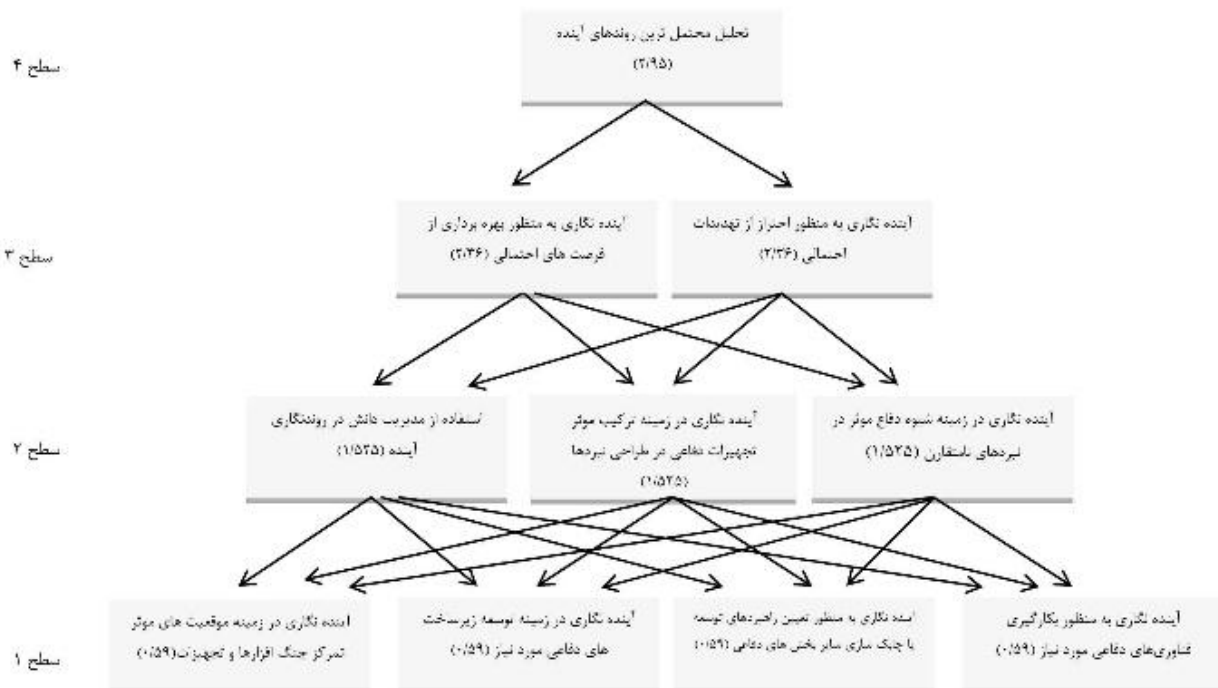 تحلیل محتمل ترین روندهای آینده
(۲/۹۵)
سطح ۴
آینده نگاری به منظور احتراز از تهدیدات
احتمالی (۲/۳۶)
آینده نگاری به منظور بهره برداری از
فرصت های احتمالی (۲/۳۶)
سطح ۳
آینده نگاری در زمینه شیوه دفاع موثر در
نبردهای نامتقارن (۱/۵۲۵)
آینده نگاری در زمینه ترکیب موثر
تجهیزات دفاعی در طراحی نبردها
(۱/۵۲۵)
استفاده از مدیریت دانش در روندنگاری
آینده (۱/۵۲۵)
سطح ۲
آینده نگاری به منظور بکارگیری
فناوری‌های دفاعی مورد نیاز (۰/۵۹)
آینده نگاری به منظور تعیین راهبردهای توسعه
یا چابک سازی سایر بخش های دفاعی (۰/۵۹)
آینده نگاری در زمینه توسعه زیرساخت
های دفاعی مورد نیاز (۰/۵۹)
آینده نگاری در زمینه موقعیت های موثر
تمرکز جنگ افزارها و تجهیزات(۰/۵۹)
سطح ۱